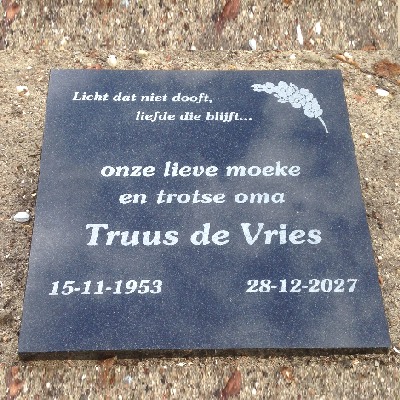 Licht dat niet dooft,
liefde die blijft...
onze lieve moeke
en trotse oma
Truus de Vries
15-11-1953 28-12-2027